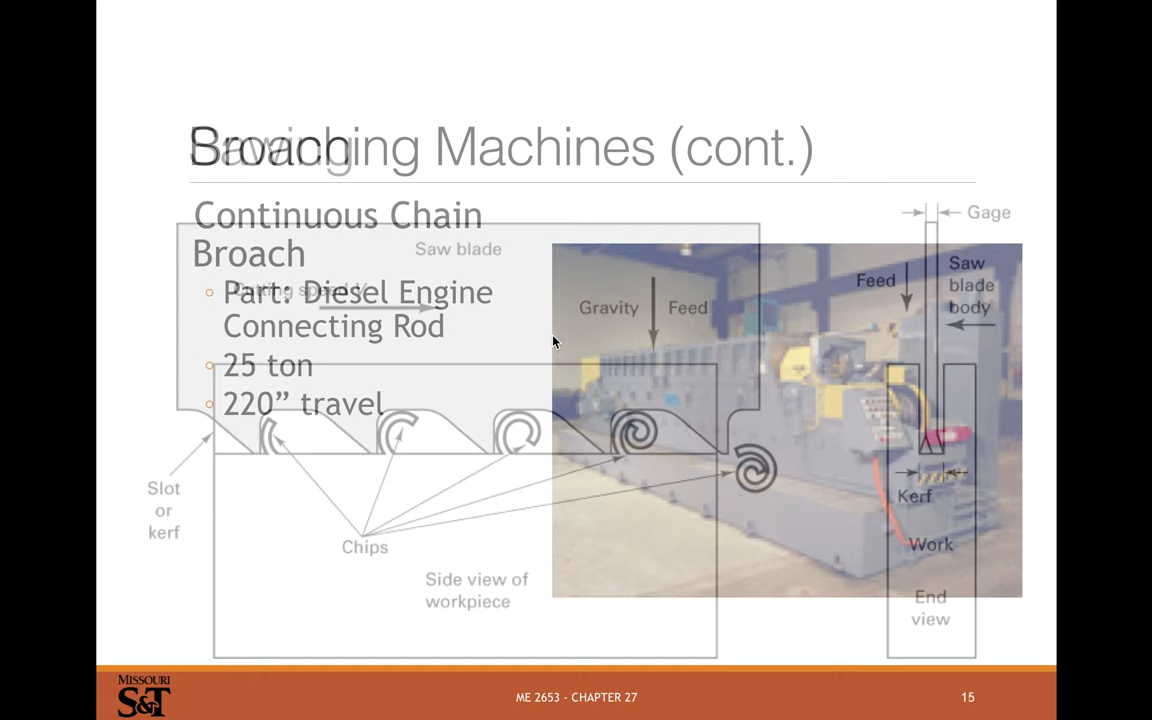 Broaching Machines (cont.)
Sawing
Continuous Chain
Broach
Part: Diesel Engine
Connecting Rod
25 ton
220” travel
Saw blade
Gravity Feed
Gage
Feed
Saw
blade
body
Slot
or
kerf
Chips
Side view of
workpiece
Kerf
Work
End
view
MISSOURI
S&T
ME 2653 - CHAPTER 27
15